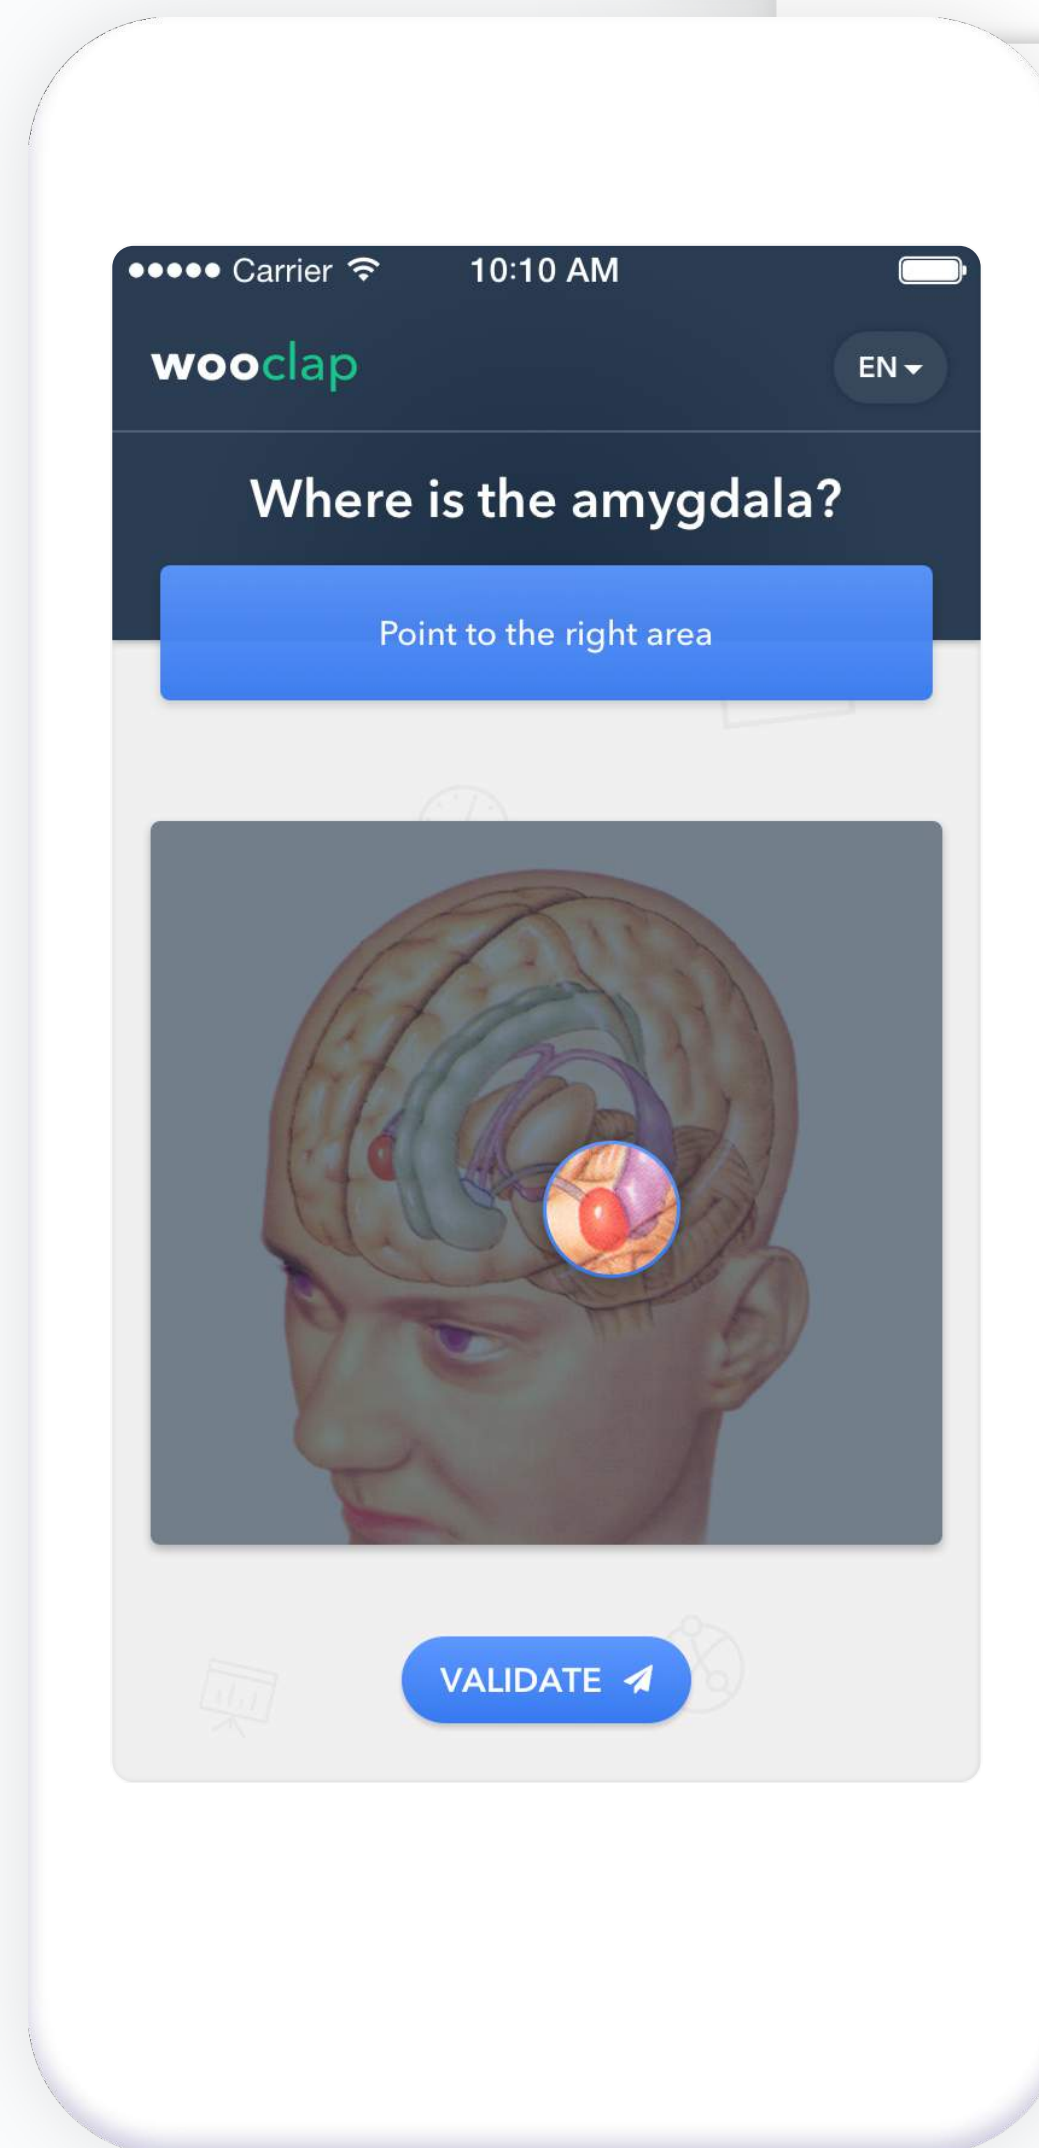 Carrier 10:10 AM
wooclap
EN
Where is the amygdala?
Point to the right area
VALIDATE